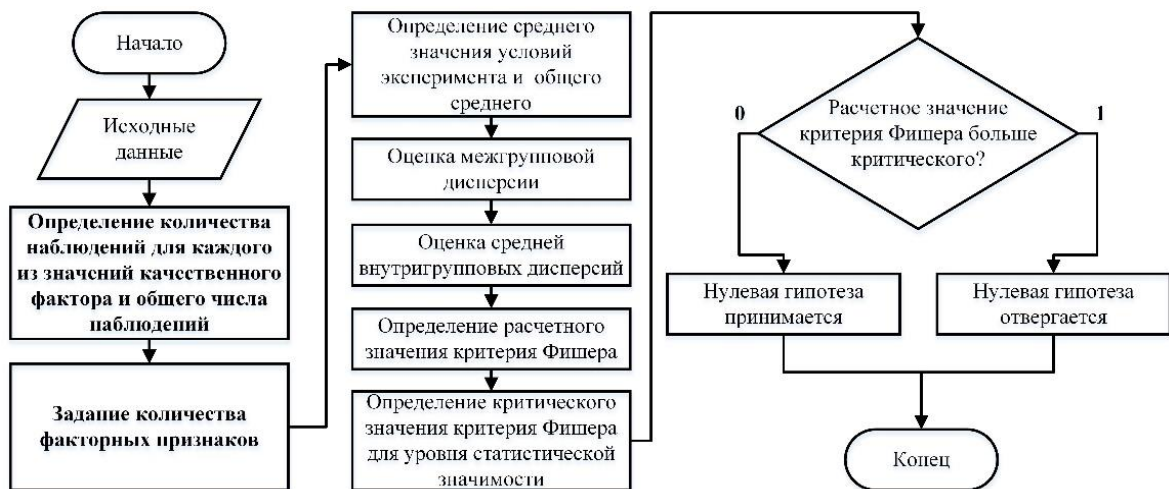 Начало
Исходные
данные
Определение количества
наблюдений для каждого
из значений качественного
фактора и общего числа
наблюдений
Задание количества
факторных признаков
Определение среднего
значения условий
эксперимента и общего
среднего
Оценка межгрупповой
дисперсии
Оценка средней
внутригрупповых дисперсий
Определение расчетного
значения критерия Фишера
Определение критического
значения критерия Фишера
для уровня статистической
значимости
Расчетное значение
критерия Фишера больше
критического?
0
1
Нулевая гипотеза
принимается
Нулевая гипотеза
отвергается
Конец